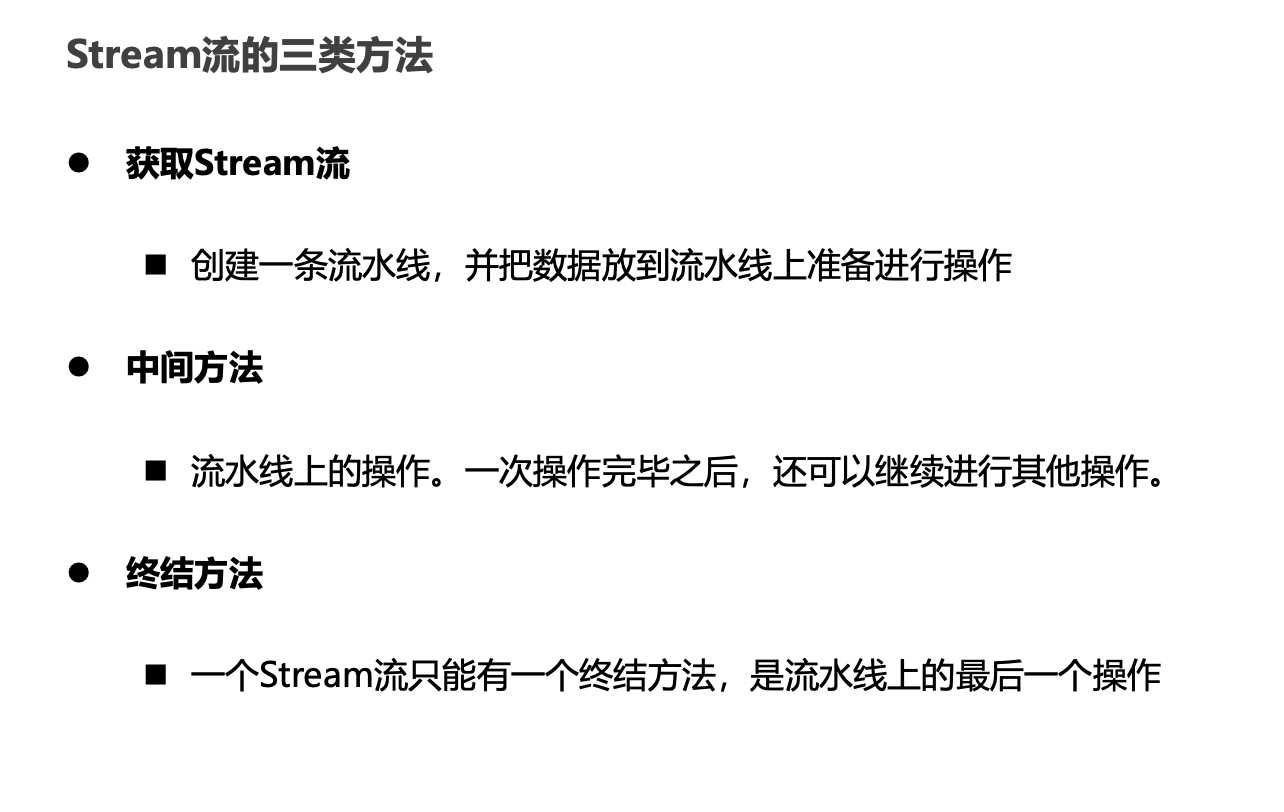 Stream流的三类方法
获取Stream流
创建一条流水线，并把数据放到流水线上准备进行操作
中间方法
流水线上的操作。一次操作完毕之后，还可以继续进行其他操作。
终结方法
一个Stream流只能有一个终结方法，是流水线上的最后一个操作